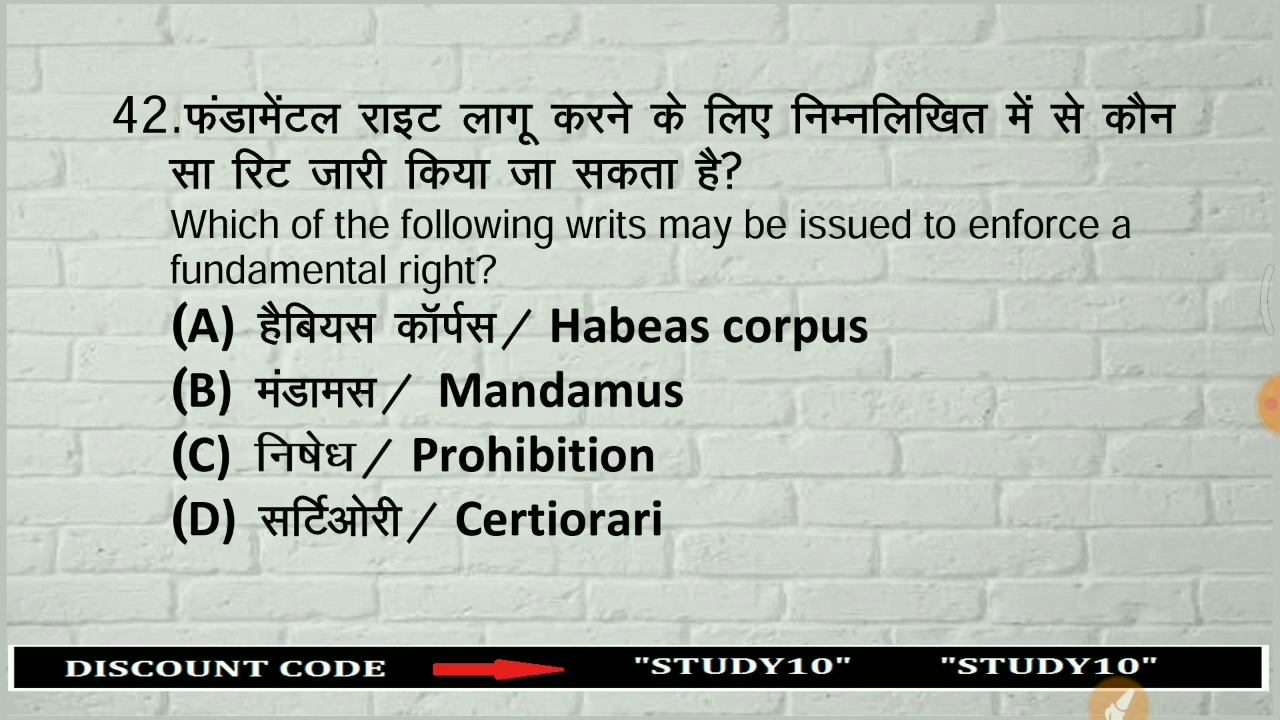 42.फंडामेंटल राइट लागू करने के लिए निम्नलिखित में से कौन
सा रिट जारी किया जा सकता है?
Which of the following writs may be issued to enforce a
fundamental right?
(A) हैबियस कॉर्पस/ Habeas corpus
(B) मंडामस/ Mandamus
(C) निषेध/ Prohibition
(D) सर्टिओरी/ Certiorari
DISCOUNT CODE "STUDY10" "STUDY10"